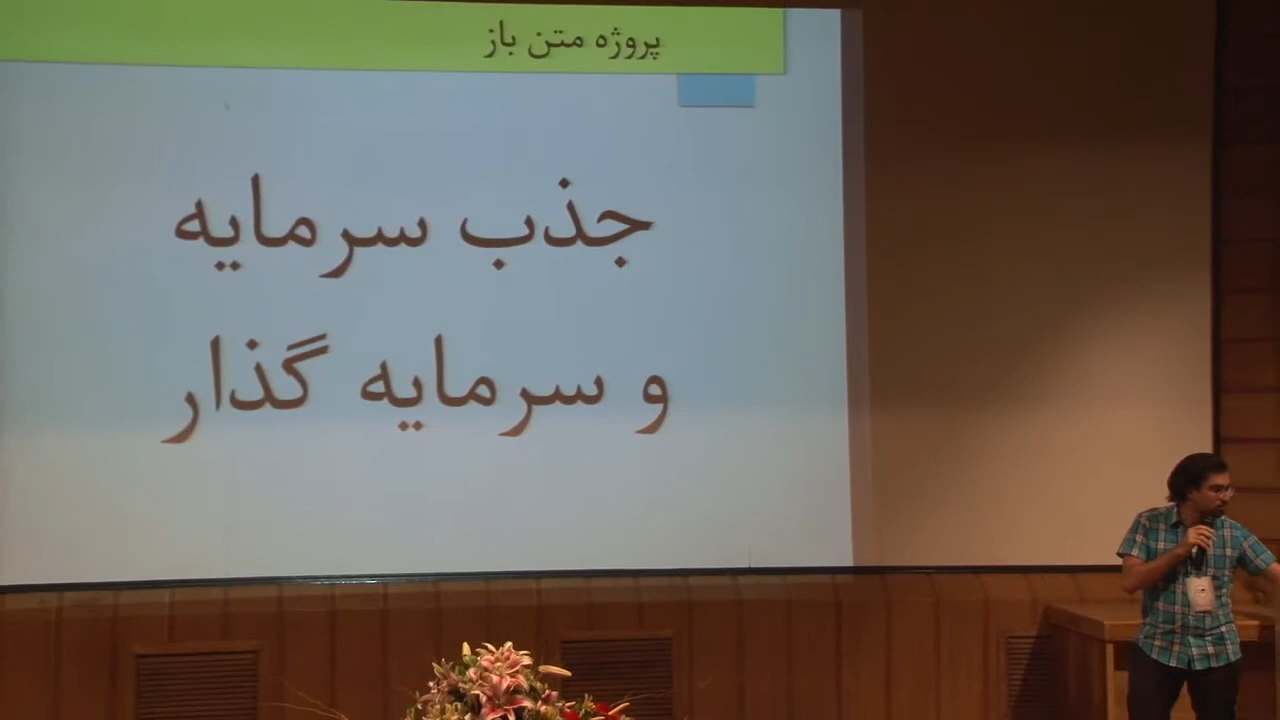 پروژه متن باز
جذب سرمایه
و سرمایه گذار